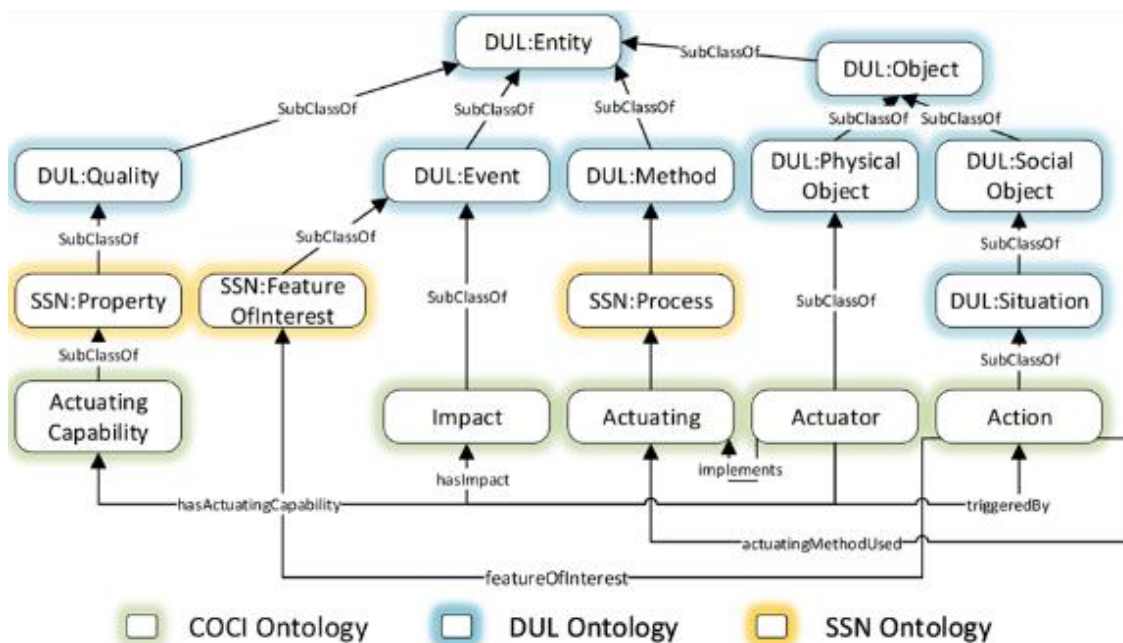 DUL:Entity
SubClassOf
DUL:Object
SubClassOf
SubClassOf
SubClassOf
SubClassOf
SubClassOf
DUL:Quality
DUL:Event
DUL:Method
DUL:Physical
Object
DUL:Social
Object
SubClassOf
SubClassOf
SubClassOf
SSN:Property
SSN:Feature
OfInterest
SubClassOf
SSN:Process
SubClassOf
DUL:Situation
SubClassOf
SubClassOf
Actuating
Capability
Impact
Actuating
Actuator
Action
hasImpact
implements
hasActuatingCapability
triggeredBy
actuatingMethodUsed
featureOfInterest
COCI Ontology
DUL Ontology
SSN Ontology